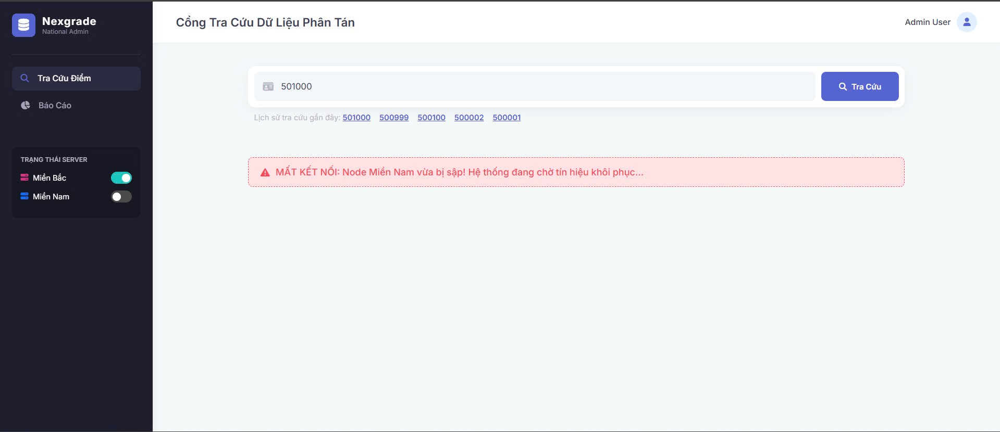 Nexgrade
National Admin
Tra Cứu Điểm
Báo Cáo
TRẠNG THÁI SERVER
Miền Bắc
Miền Nam
Cổng Tra Cứu Dữ Liệu Phân Tán
Admin User
501000
Tra Cứu
Lịch sử tra cứu gần đây: 501000 500999 500100 500002 500001
MẤT KẾT NỐI: Node Miền Nam vừa bị sập! Hệ thống đang chờ tín hiệu khôi phục...